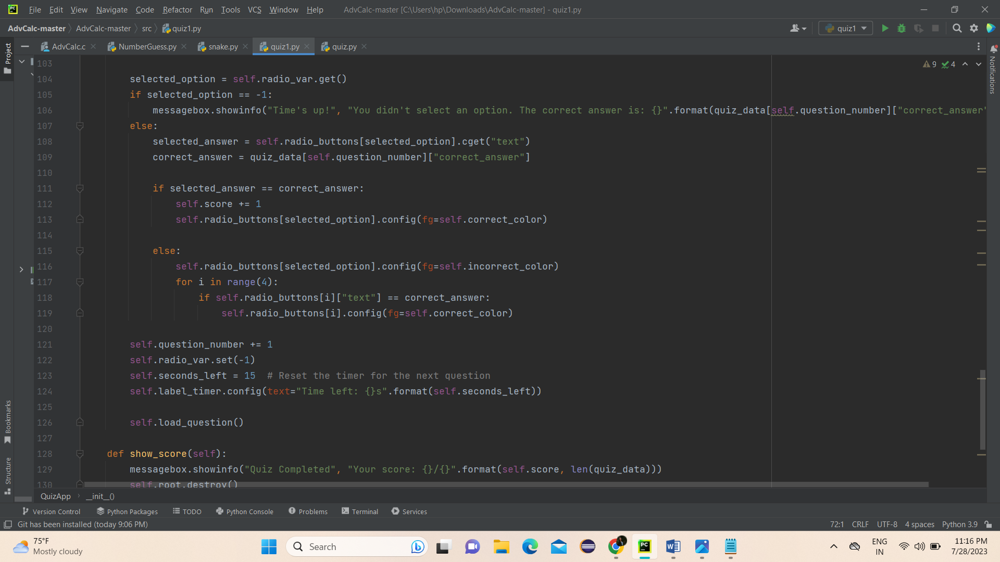 PC File Edit View Navigate Code Refactor Run Tools VCS Window Help AdvCalc-master [C:\Users\hp\Downloads\AdvCalc-master] - quiz1.py
AdvCalc-master AdvCalc-master src quiz1.py quiz1
Project AdvCalc.c NumberGuess.py snake.py quiz1.py quiz.py
Notifications
9 4
103
104 selected_option = self.radio_var.get()
105 if selected_option == -1:
106 messagebox.showinfo("Time's up!", "You didn't select an option. The correct answer is: {}".format(quiz_data[self.question_number]["correct_answer"
107 else:
108 selected_answer = self.radio_buttons[selected_option].cget("text")
109 correct_answer = quiz_data[self.question_number]["correct_answer"]
110
111 if selected_answer == correct_answer:
112 self.score += 1
113 self.radio_buttons[selected_option].config(fg=self.correct_color)
114
115 else:
116 self.radio_buttons[selected_option].config(fg=self.incorrect_color)
117 for i in range(4):
118 if self.radio_buttons[i]["text"] == correct_answer:
119 self.radio_buttons[i].config(fg=self.correct_color)
120
121 self.question_number += 1
122 self.radio_var.set(-1)
123 self.seconds_left = 15 # Reset the timer for the next question
124 self.label_timer.config(text="Time left: {}s".format(self.seconds_left))
125
126 self.load_question()
127
128 def show_score(self):
129 messagebox.showinfo("Quiz Completed", "Your score: {}/{}".format(self.score, len(quiz_data)))
130 self.root.destroy()
Bookmarks
Structure
QuizApp __init__()
Version Control Python Packages TODO Python Console Problems Terminal Services
Git has been installed (today 9:06 PM) 72:1 CRLF UTF-8 4 spaces Python 3.9
75°F
Mostly cloudy
Search
PC
W
ENG
IN
11:16 PM
7/28/2023